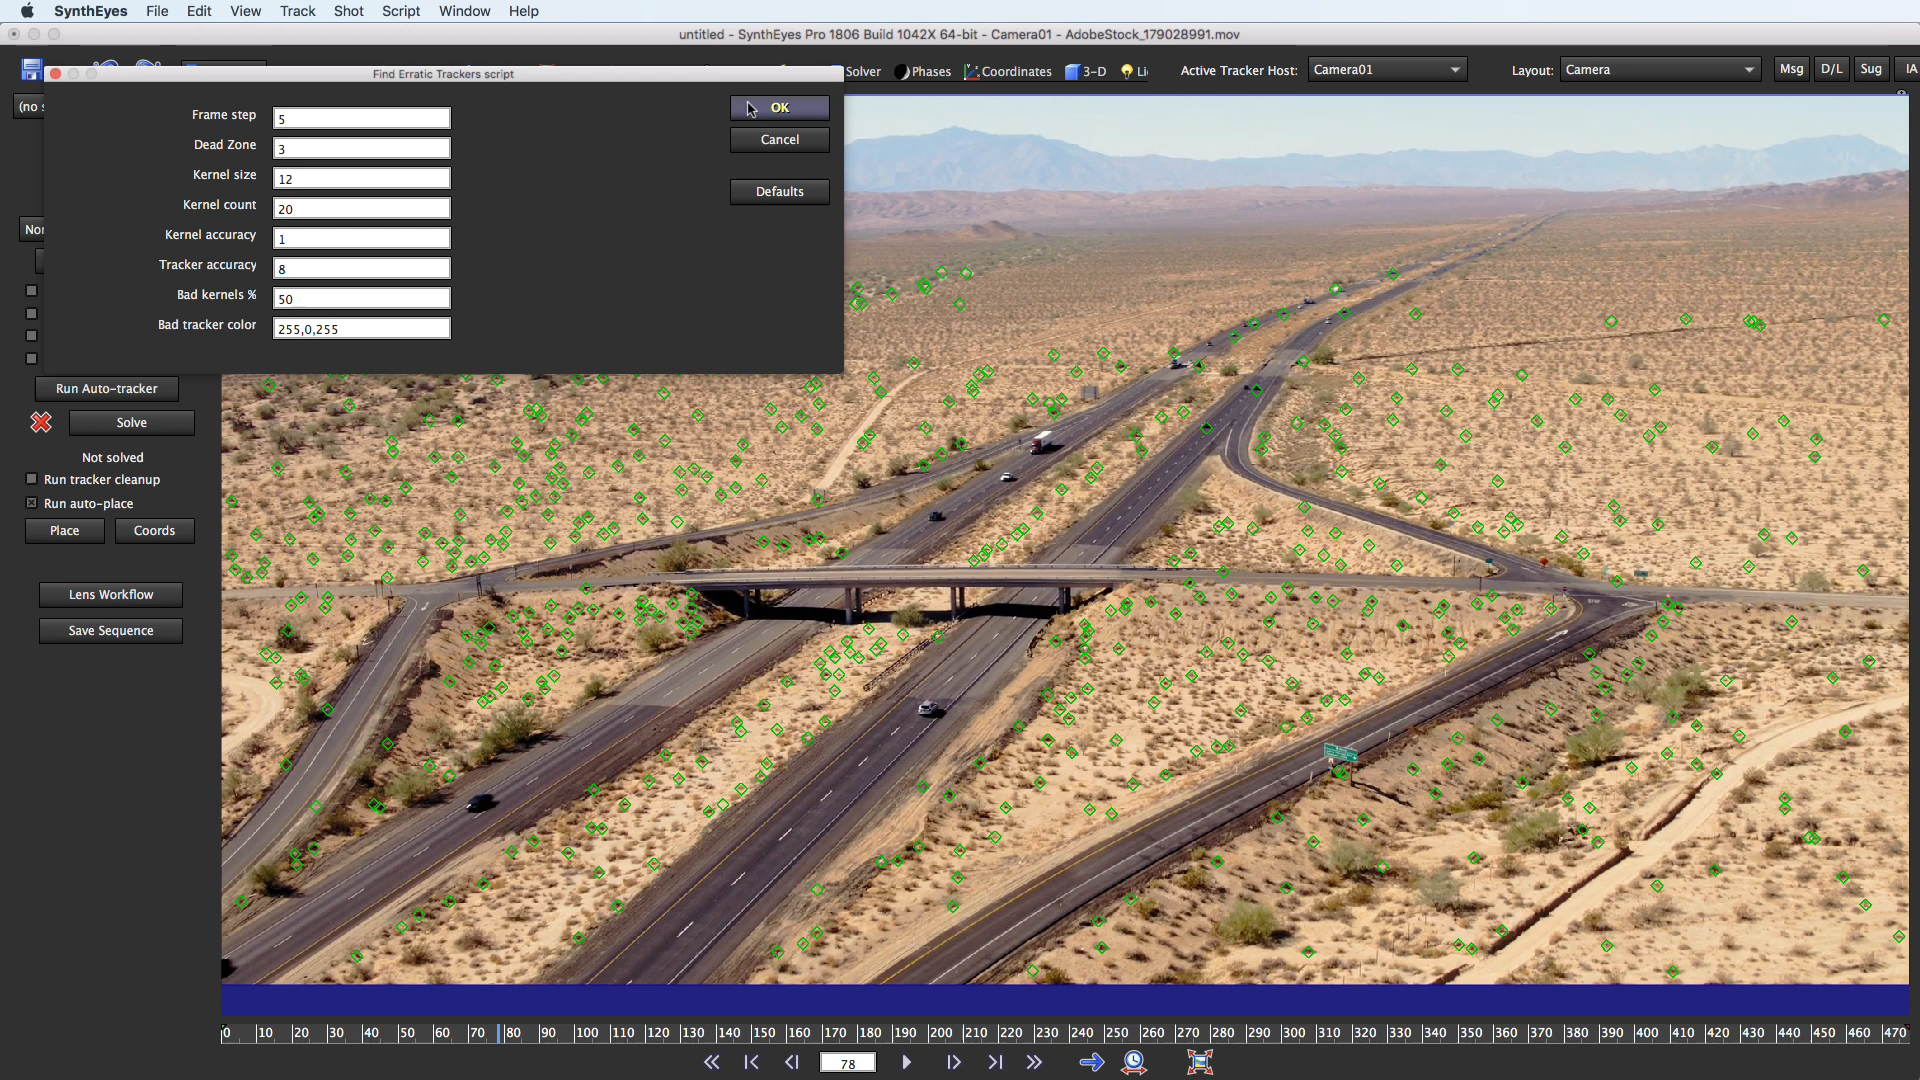 SynthEyes File Edit View Track Shot Script Window Help
untitled - SynthEyes Pro 1806 Build 1042X 64-bit - Camera01 - AdobeStock_179028991.mov
Solver Phases Coordinates 3-D Li Active Tracker Host: Camera01 Layout: Camera Msg D/L Sug IA
Find Erratic Trackers script
(no s
Frame step 5 OK
Dead Zone 3 Cancel
Kernel size 12 Defaults
Kernel count 20
Nor Kernel accuracy 1
Tracker accuracy 8
Bad kernels % 50
Bad tracker color 255,0,255
Run Auto-tracker
Solve
Not solved
Run tracker cleanup
Run auto-place
Place Coords
Lens Workflow
Save Sequence
0 10 20 30 40 50 60 70 80 90 100 110 120 130 140 150 160 170 180 190 200 210 220 230 240 250 260 270 280 290 300 310 320 330 340 350 360 370 380 390 400 410 420 430 440 450 460 470
78